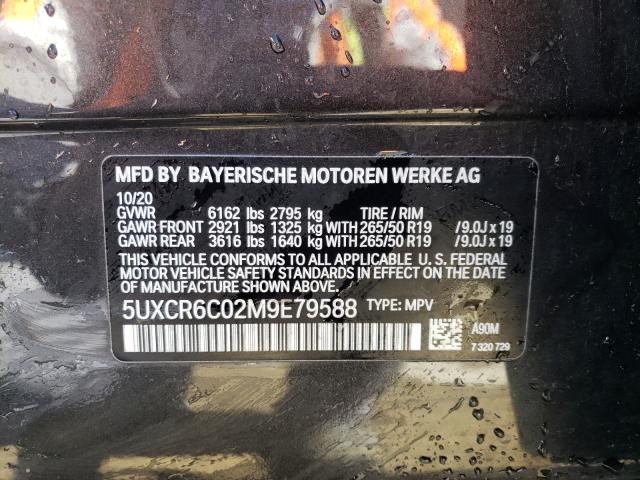 MFD BY BAYERISCHE MOTOREN WERKE AG
10/20
GVWR 6162 lbs 2795 kg TIRE / RIM
GAWR FRONT 2921 lbs 1325 kg WITH 265/50 R19 /9.0J x 19
GAWR REAR 3616 lbs 1640 kg WITH 265/50 R19 /9.0J x 19
THIS VEHICLE CONFORMS TO ALL APPLICABLE U. S. FEDERAL
MOTOR VEHICLE SAFETY STANDARDS IN EFFECT ON THE DATE
OF MANUFACTURE SHOWN ABOVE.
5UXCR6C02M9E79588 TYPE: MPV
A90M
7 320 729